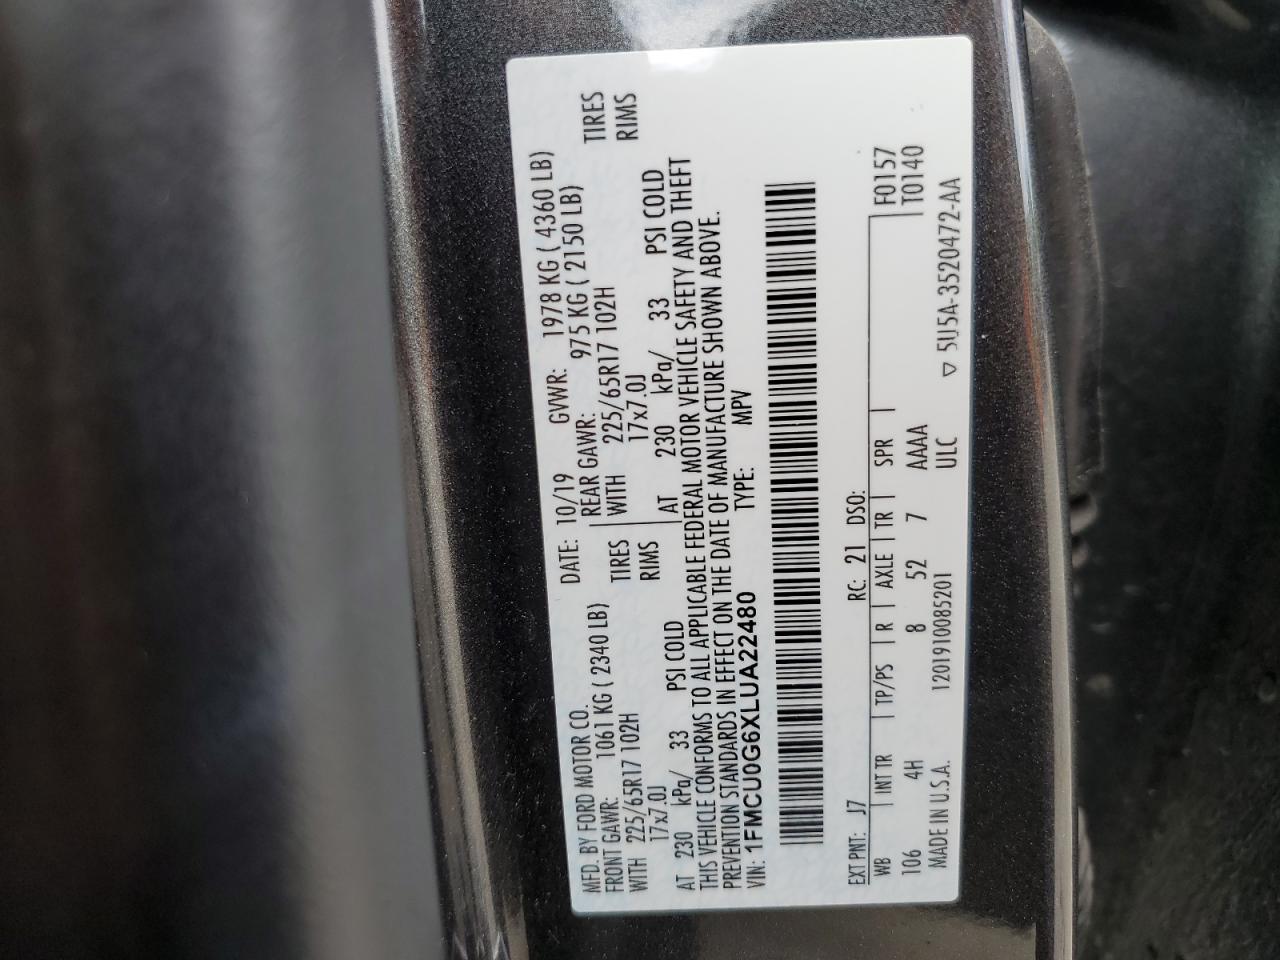 MFD. BY FORD MOTOR CO. DATE: 10/19 GVWR: 1978 KG ( 4360 LB)
FRONT GAWR: 1061 KG ( 2340 LB) REAR GAWR: 975 KG ( 2150 LB)
WITH 225/65R17 102H TIRES WITH 225/65R17 102H TIRES
17x7.0J RIMS 17x7.0J RIMS
AT 230 kPa/ 33 PSI COLD AT 230 kPa/ 33 PSI COLD
THIS VEHICLE CONFORMS TO ALL APPLICABLE FEDERAL MOTOR VEHICLE SAFETY AND THEFT
PREVENTION STANDARDS IN EFFECT ON THE DATE OF MANUFACTURE SHOWN ABOVE.
VIN: 1FMCU0G6XLUA22480 TYPE: MPV
EXT PNT: J7 RC: 21 DSO:
WB INT TR TP/PS R AXLE TR SPR F0157
106 4H 8 52 7 AAAA T0140
MADE IN U.S.A. 1201910085201 ULC
▽ 5U5A-3520472-AA